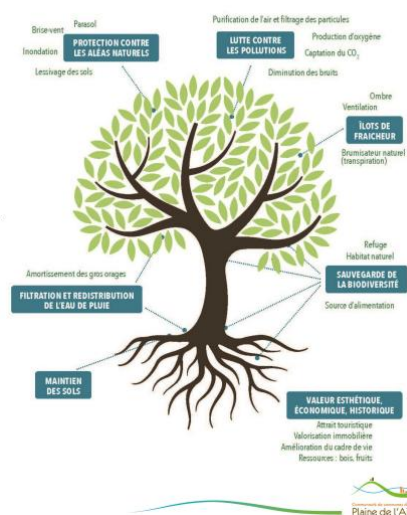 Parasol
Brise-vent
Inondation
PROTECTION CONTRE
LES ALÉAS NATURELS
Lessivage des sols
Purification de l'air et filtrage des particules
Production d'oxygène
LUTTE CONTRE
LES POLLUTIONS
Captation du CO₂
Diminution des bruits
Ombre
Ventilation
ÎLOTS DE
FRAICHEUR
Brumisateur naturel
(transpiration)
Refuge
Habitat naturel
SAUVEGARDE DE
LA BIODIVERSITÉ
Source d'alimentation
Amortissement des gros orages
FILTRATION ET REDISTRIBUTION
DE L'EAU DE PLUIE
MAINTIEN
DES SOLS
VALEUR ESTHÉTIQUE,
ÉCONOMIQUE, HISTORIQUE
Attrait touristique
Valorisation immobilière
Amélioration du cadre de vie
Ressources : bois, fruits
Communauté de communes
Plaine de l'A